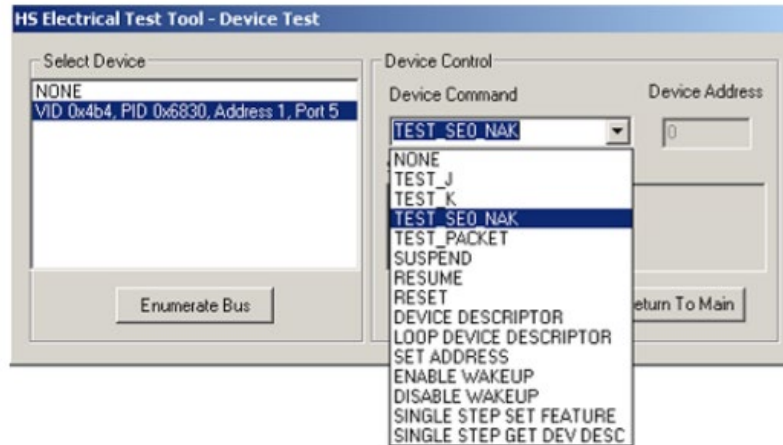 HS Electrical Test Tool - Device Test
Select Device
NONE
VID 0x4b4, PID 0x6830, Address 1, Port 5
Enumerate Bus
Device Control
Device Command
Device Address
TEST_SE0_NAK
0
NONE
TEST_J
TEST_K
TEST_SE0_NAK
TEST_PACKET
SUSPEND
RESUME
RESET
DEVICE DESCRIPTOR
LOOP DEVICE DESCRIPTOR
SET ADDRESS
ENABLE WAKEUP
DISABLE WAKEUP
SINGLE STEP SET FEATURE
SINGLE STEP GET DEV DESC
eturn To Main